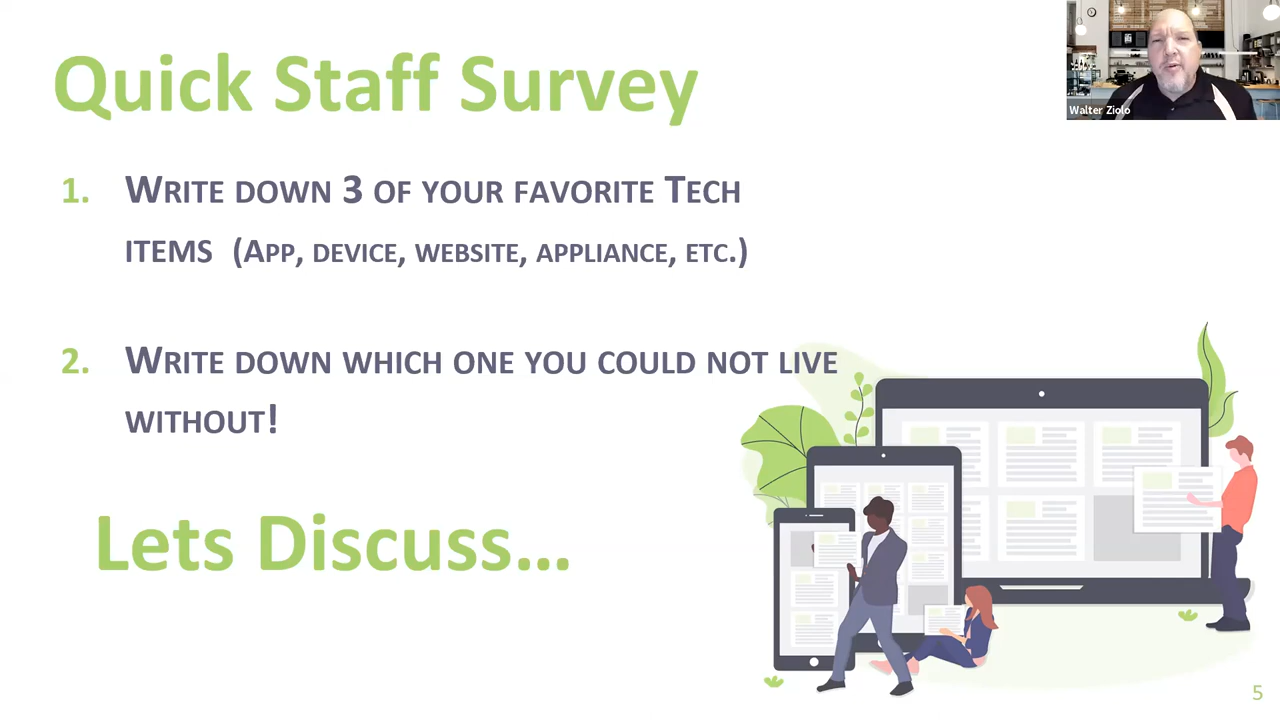 Quick Staff Survey
Walter Ziolo
1. Write down 3 of your favorite Tech
items (App, device, website, appliance, etc.)
2. Write down which one you could not live
without!
Lets Discuss...
5